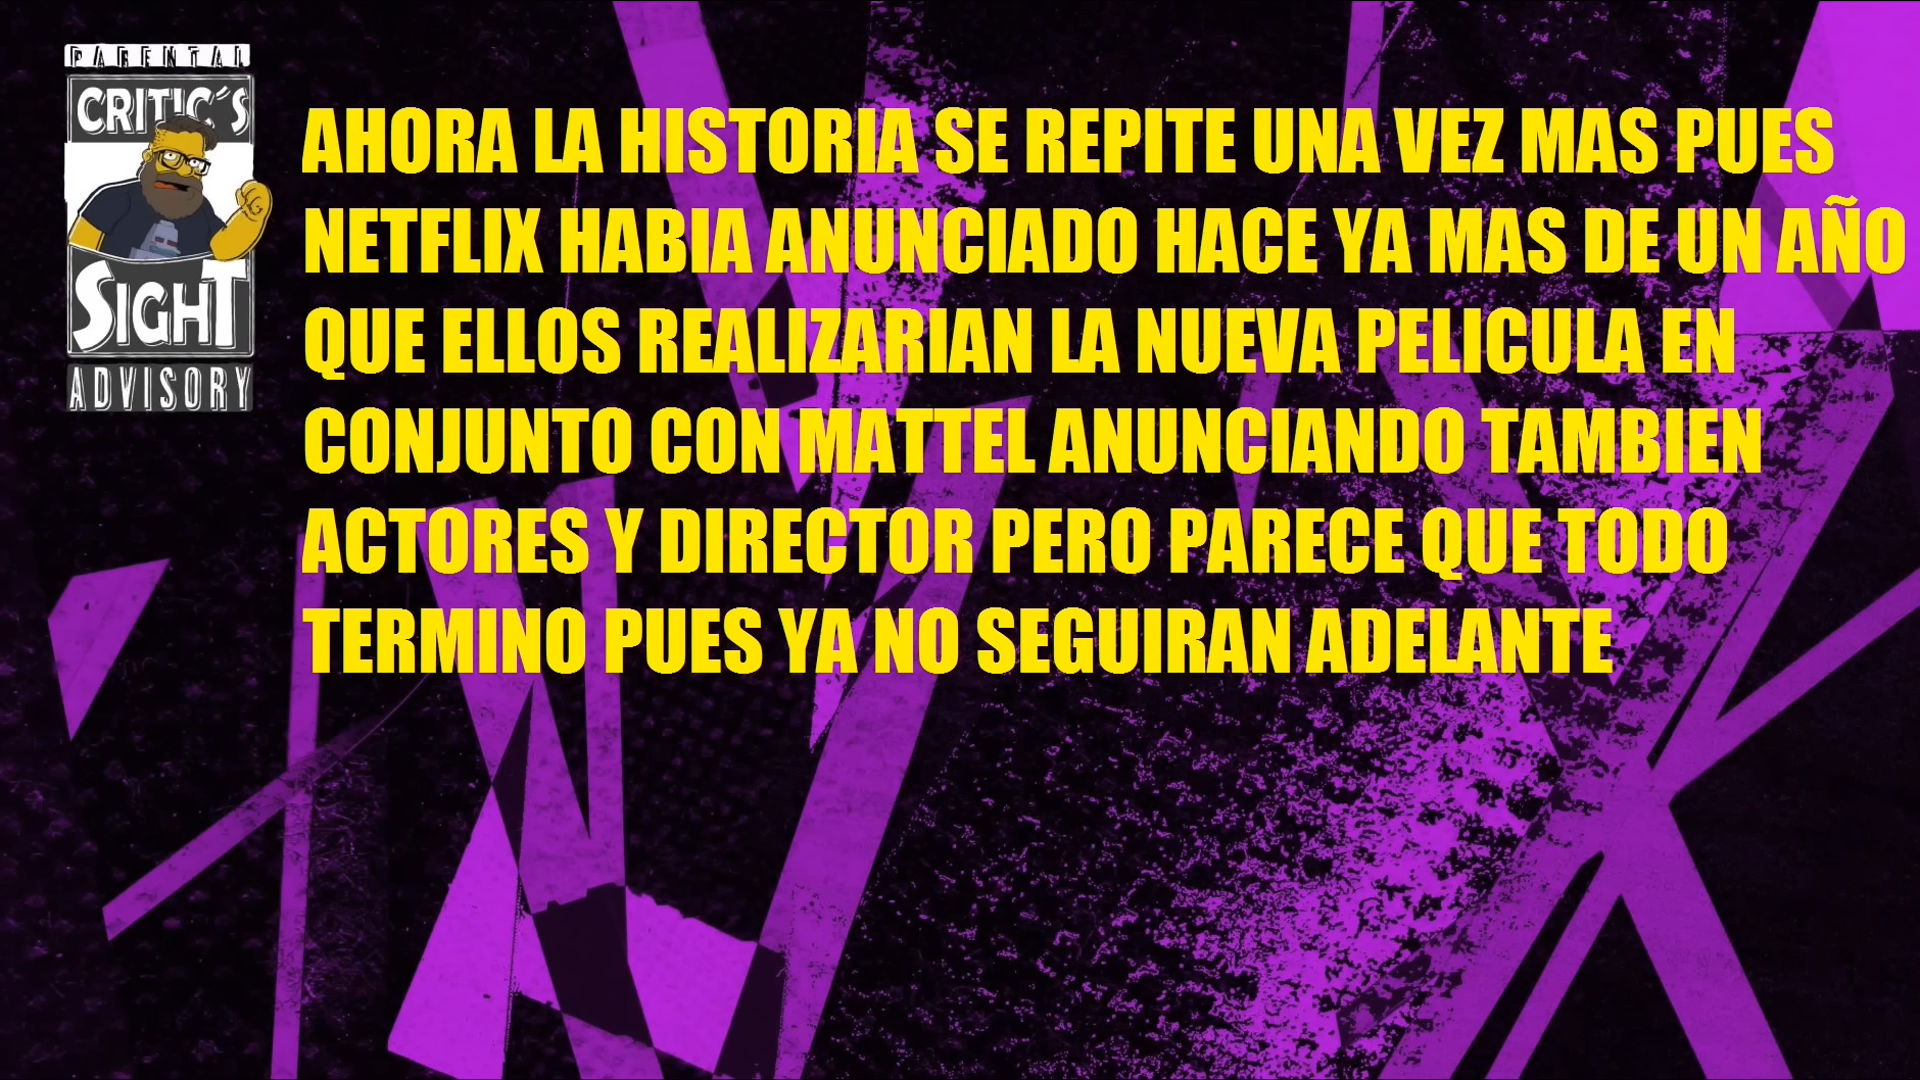 PARENTAL
CRITIC´S
SIGHT
ADVISORY
AHORA LA HISTORIA SE REPITE UNA VEZ MAS PUES
NETFLIX HABIA ANUNCIADO HACE YA MAS DE UN AÑO
QUE ELLOS REALIZARIAN LA NUEVA PELICULA EN
CONJUNTO CON MATTEL ANUNCIANDO TAMBIEN
ACTORES Y DIRECTOR PERO PARECE QUE TODO
TERMINO PUES YA NO SEGUIRAN ADELANTE